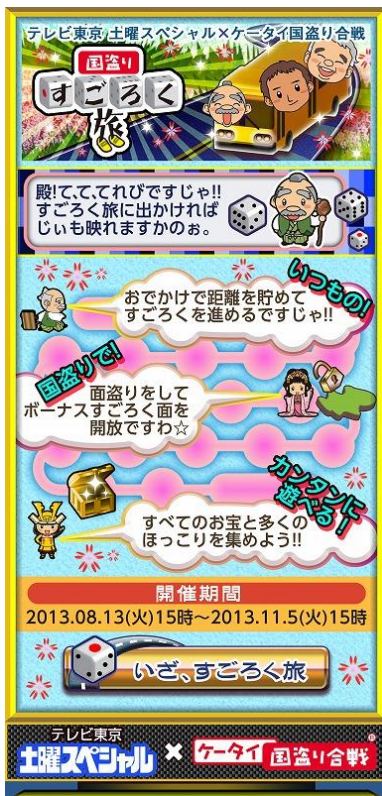 テレビ東京 土曜スペシャル×ケータイ国盗り合戦
国盗り
すごろく
旅
殿!て、て、てれびですじゃ!!
すごろく旅に出かければ
じぃも映れますかのぉ。
いつもの!
おでかけで距離を貯めて
すごろくを進めるですじゃ!!
国盗りで!
面盗りをして
ボーナスすごろく面を
開放ですわ☆
カンタンに
遊べる!
すべてのお宝と多くの
ほっこりを集めよう!!
開催期間
2013.08.13(火)15時～2013.11.5(火)15時
いざ、すごろく旅
テレビ東京
土曜スペシャル × ケータイ国盗り合戦®